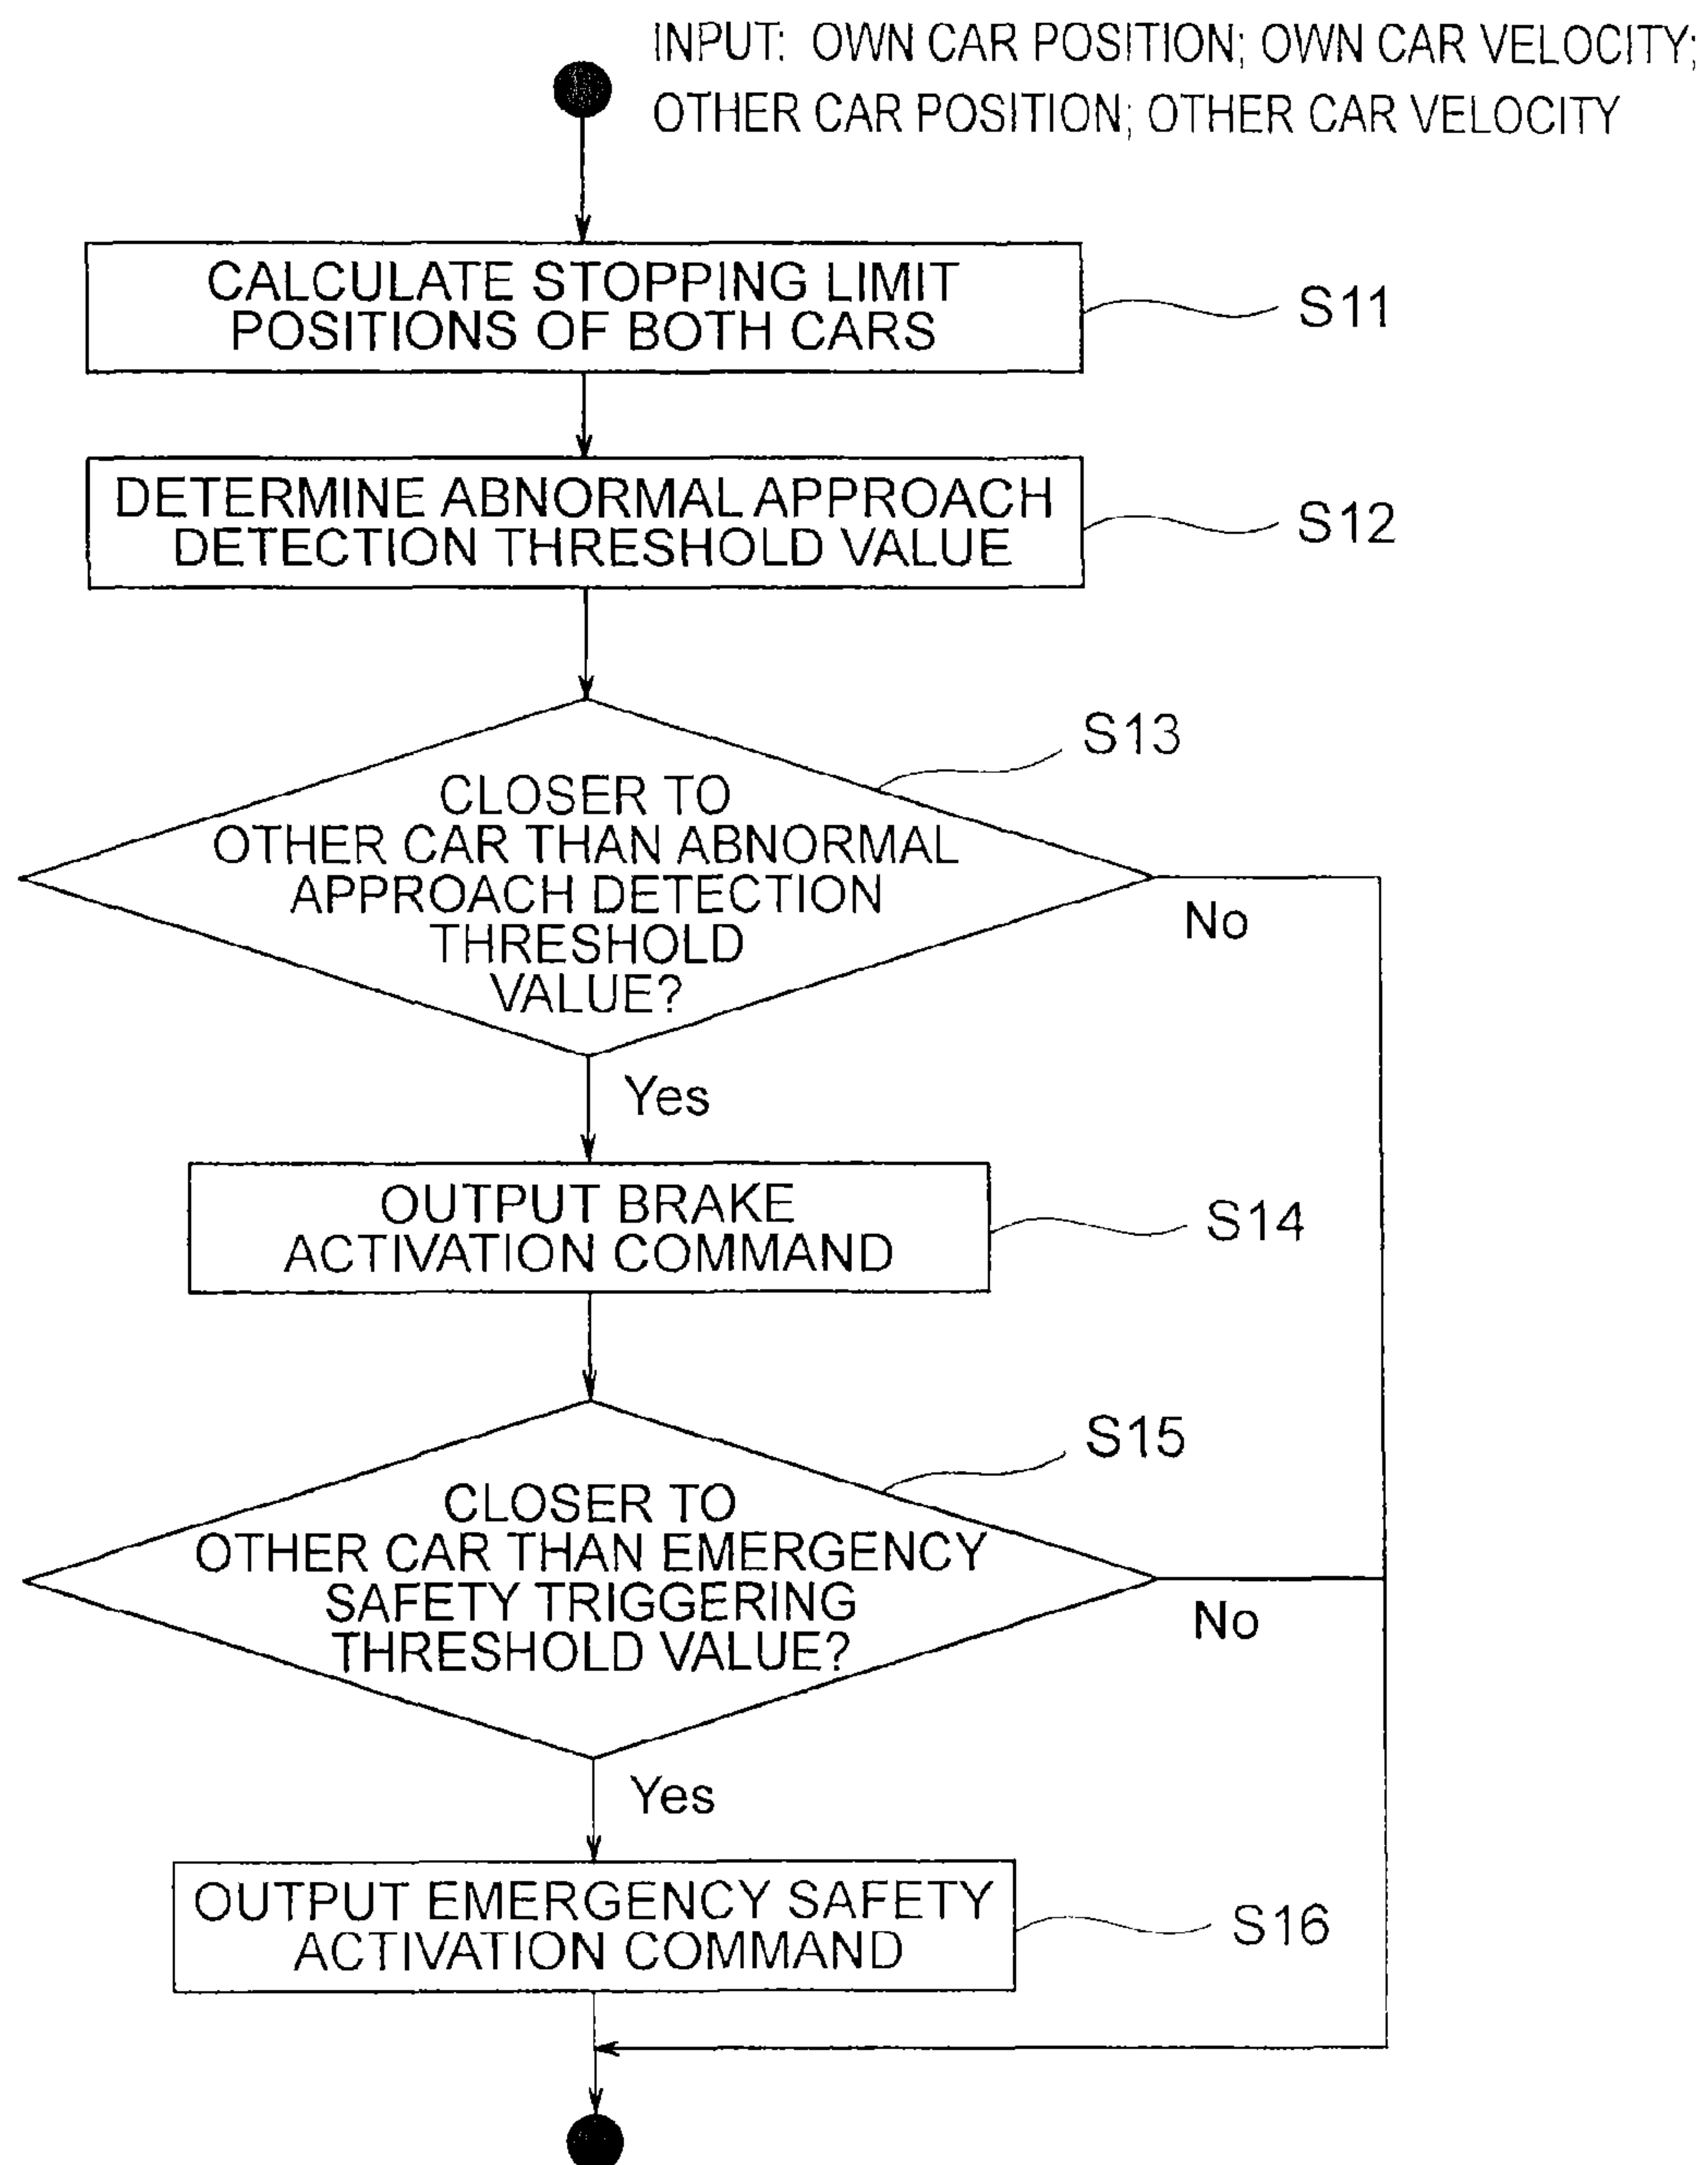 INPUT: OWN CAR POSITION; OWN CAR VELOCITY;
OTHER CAR POSITION; OTHER CAR VELOCITY
CALCULATE STOPPING LIMIT
POSITIONS OF BOTH CARS
S11
DETERMINE ABNORMAL APPROACH
DETECTION THRESHOLD VALUE
S12
S13
CLOSER TO
OTHER CAR THAN ABNORMAL
APPROACH DETECTION
THRESHOLD
VALUE?
No
Yes
OUTPUT BRAKE
ACTIVATION COMMAND
S14
S15
CLOSER TO
OTHER CAR THAN EMERGENCY
SAFETY TRIGGERING
THRESHOLD VALUE?
No
Yes
OUTPUT EMERGENCY SAFETY
ACTIVATION COMMAND
S16